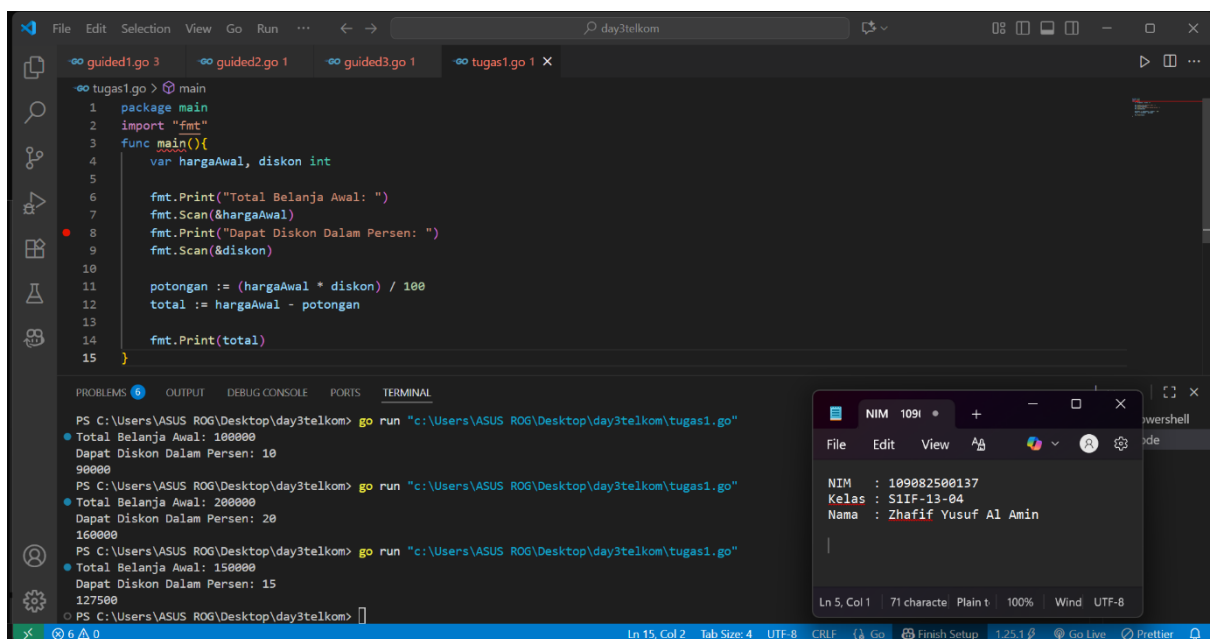 File Edit Selection View Go Run ··· day3telkom
guided1.go 3 guided2.go 1 guided3.go 1 tugas1.go 1
tugas1.go > main
1 package main
2 import "fmt"
3 func main(){
4 var hargaAwal, diskon int
5
6 fmt.Print("Total Belanja Awal: ")
7 fmt.Scan(&hargaAwal)
8 fmt.Print("Dapat Diskon Dalam Persen: ")
9 fmt.Scan(&diskon)
10
11 potongan := (hargaAwal * diskon) / 100
12 total := hargaAwal - potongan
13
14 fmt.Print(total)
15 }
PROBLEMS 6 OUTPUT DEBUG CONSOLE PORTS TERMINAL
PS C:\Users\ASUS ROG\Desktop\day3telkom> go run "c:\Users\ASUS ROG\Desktop\day3telkom\tugas1.go"
Total Belanja Awal: 100000
Dapat Diskon Dalam Persen: 10
90000
PS C:\Users\ASUS ROG\Desktop\day3telkom> go run "c:\Users\ASUS ROG\Desktop\day3telkom\tugas1.go"
Total Belanja Awal: 200000
Dapat Diskon Dalam Persen: 20
160000
PS C:\Users\ASUS ROG\Desktop\day3telkom> go run "c:\Users\ASUS ROG\Desktop\day3telkom\tugas1.go"
Total Belanja Awal: 150000
Dapat Diskon Dalam Persen: 15
127500
PS C:\Users\ASUS ROG\Desktop\day3telkom>
NIM
File Edit View
NIM : 109082500137
Kelas : S1IF-13-04
Nama : Zhafif Yusuf Al Amin
Ln 5, Col 1 71 characte Plain t 100% Wind UTF-8
6 0 Ln 15, Col 2 Tab Size: 4 UTF-8 CRLF Go Finish Setup 1.25.1 Go Live Prettier